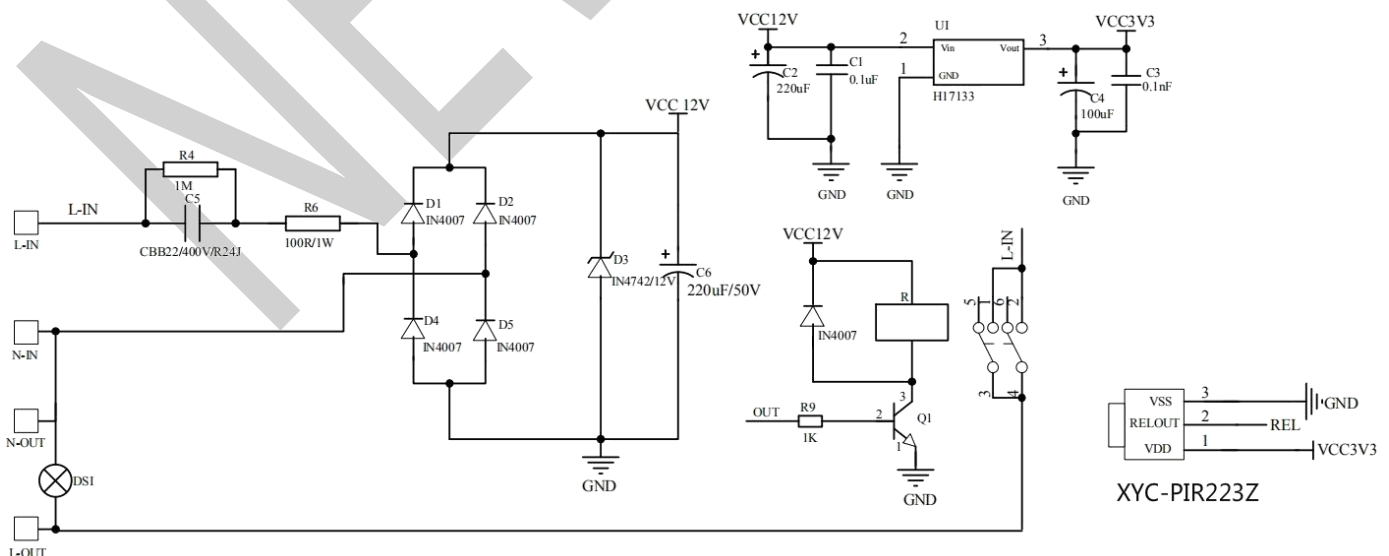 VCC12V
UI
VCC3V3
2
Vin
Vout
3
+
C2
220uF
C1
0.1uF
1
GND
H17133
+
C4
100uF
C3
0.1nF
GND
GND
GND
VCC 12V
R4
1M
C5
L-IN
L-IN
CBB22/400V/R24J
R6
100R/1W
D1
IN4007
D2
IN4007
D3
IN4742/12V
+
C6
220uF/50V
D4
IN4007
D5
IN4007
GND
N-IN
N-OUT
DS1
L-OUT
VCC12V
IN4007
R
OUT
R9
1K
2
3
Q1
1
GND
L-IN
5
1
6
2
3
4
VSS
3
GND
RELOUT
2
REL
VDD
1
VCC3V3
XYC-PIR223Z